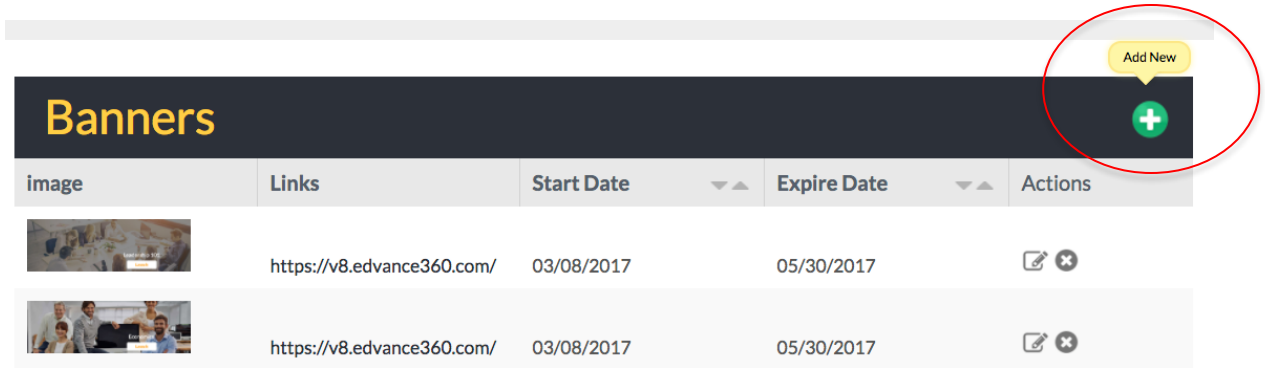 Add New
Banners
image Links Start Date Expire Date Actions
https://v8.edvance360.com/ 03/08/2017 05/30/2017
https://v8.edvance360.com/ 03/08/2017 05/30/2017